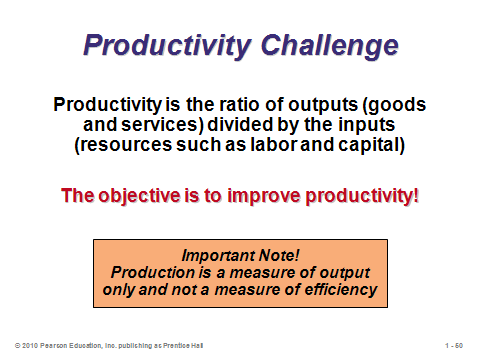 Productivity Challenge
Productivity is the ratio of outputs (goods
and services) divided by the inputs
(resources such as labor and capital)
The objective is to improve productivity!
Important Note!
Production is a measure of output
only and not a measure of efficiency
© 2010 Pearson Education, Inc. publishing as Prentice Hall
1 - 50